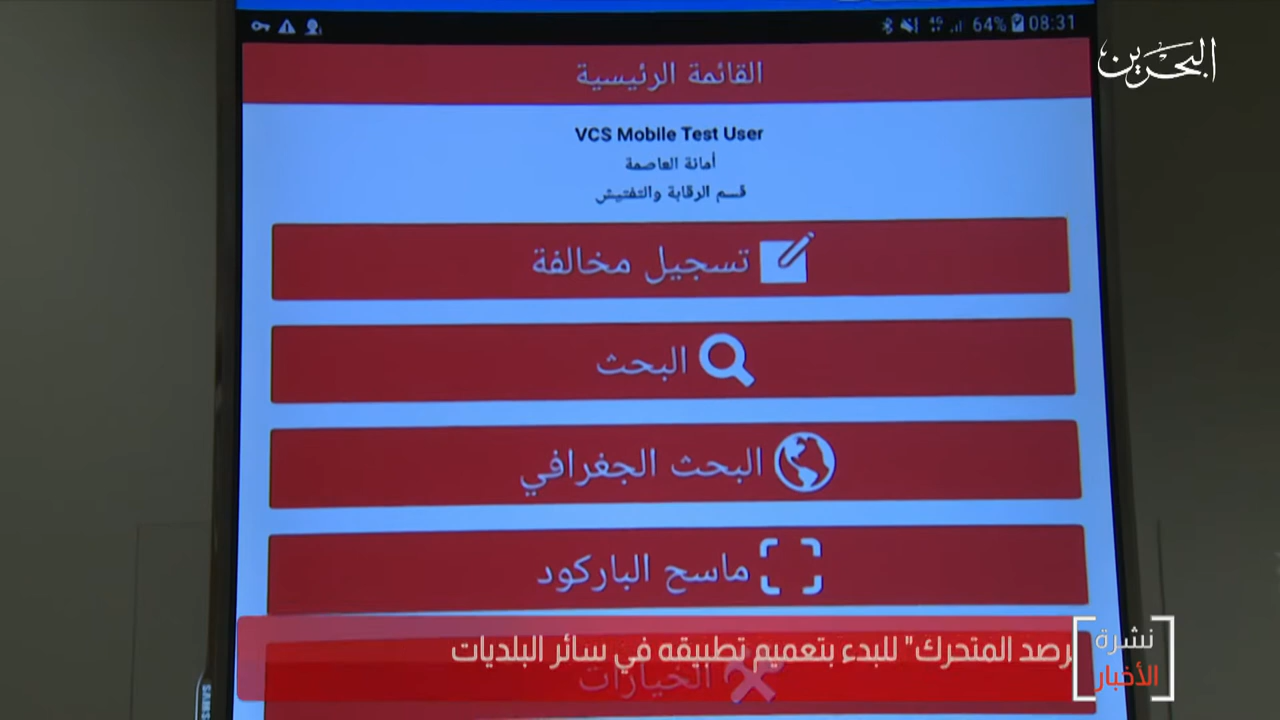 64% 08:31
البحرين
القائمة الرئيسية
VCS Mobile Test User
أمانة العاصمة
قسم الرقابة والتفتيش
تسجيل مخالفة
البحث
البحث الجغرافي
ماسح الباركود
نشرة الأخبار
رصد المتحرك" للبدء بتعميم تطبيقه في سائر البلديات
الخيارات